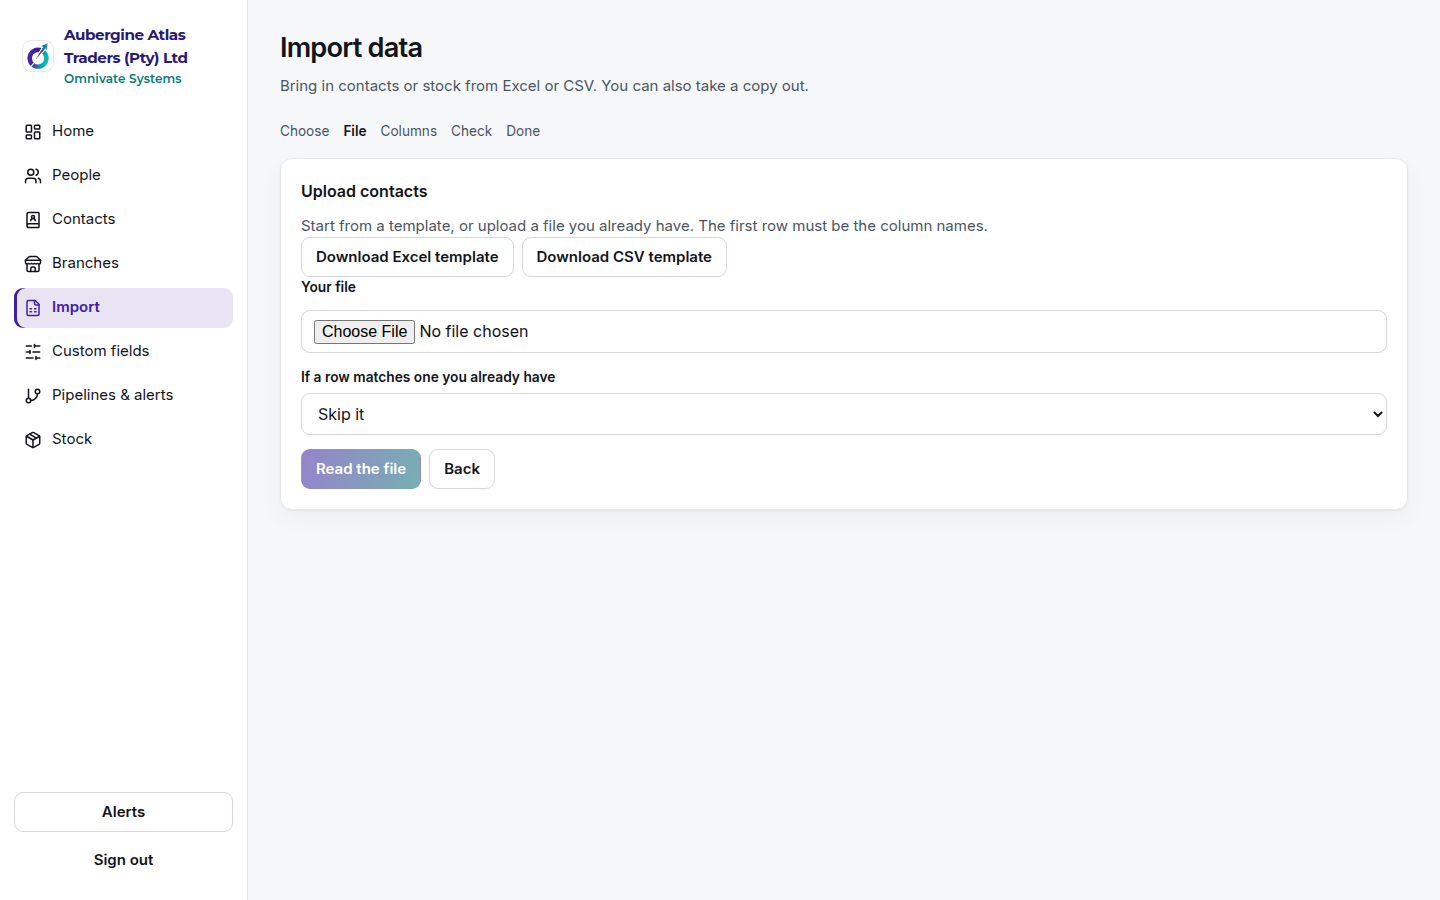 Aubergine Atlas
Traders (Pty) Ltd
Omnivate Systems
Home
People
Contacts
Branches
Import
Custom fields
Pipelines & alerts
Stock
Alerts
Sign out
Import data
Bring in contacts or stock from Excel or CSV. You can also take a copy out.
Choose File Columns Check Done
Upload contacts
Start from a template, or upload a file you already have. The first row must be the column names.
Download Excel template Download CSV template
Your file
Choose File No file chosen
If a row matches one you already have
Skip it
Read the file Back